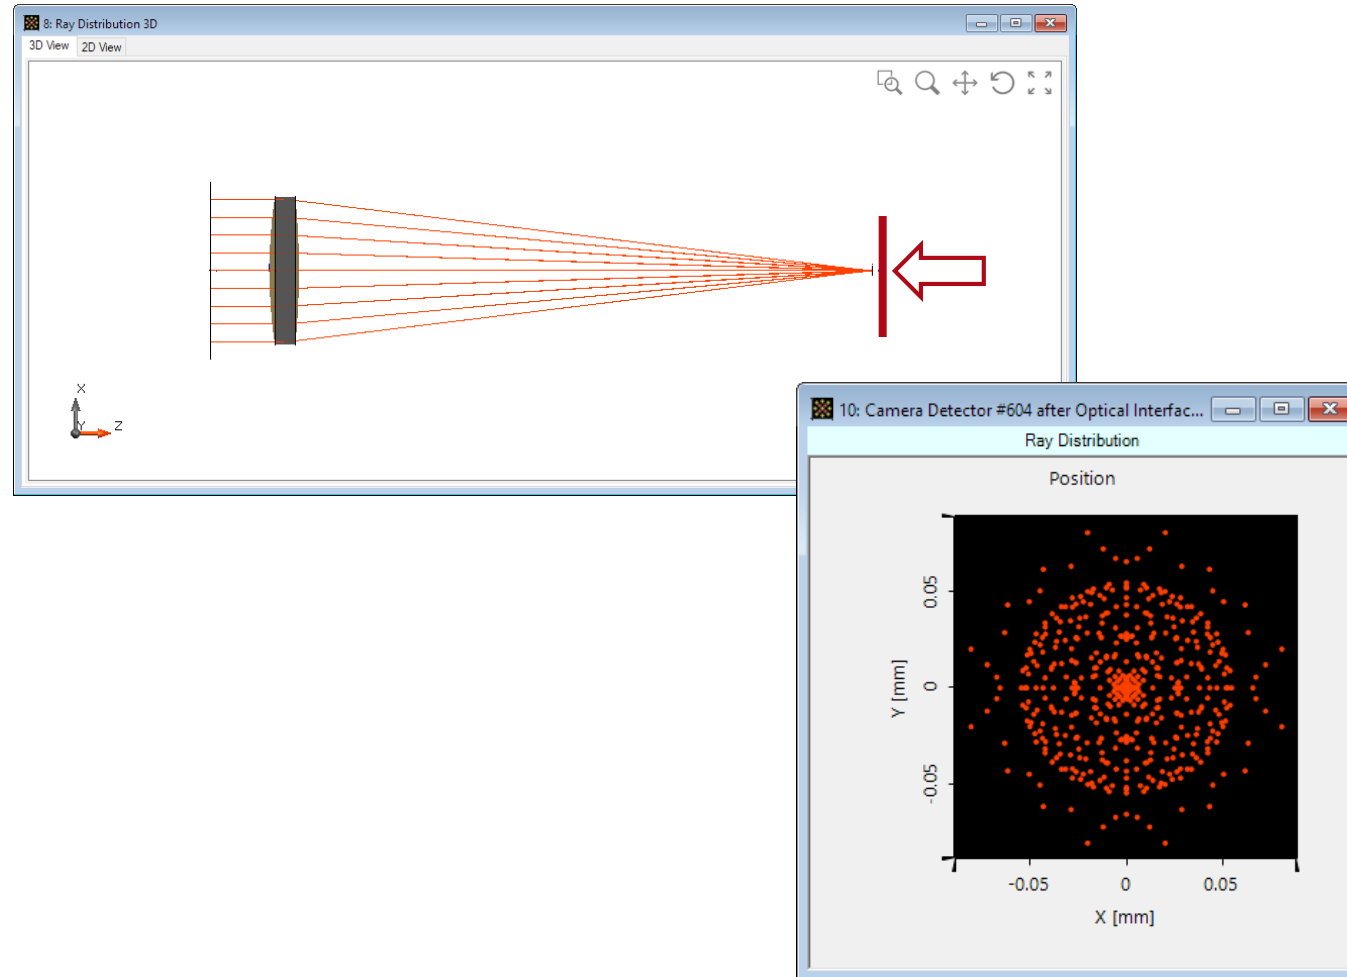 8: Ray Distribution 3D
3D View 2D View
X
Y
Z
10: Camera Detector #604 after Optical Interfac...
Ray Distribution
Position
0.05
0
-0.05
Y [mm]
-0.05 0 0.05
X [mm]